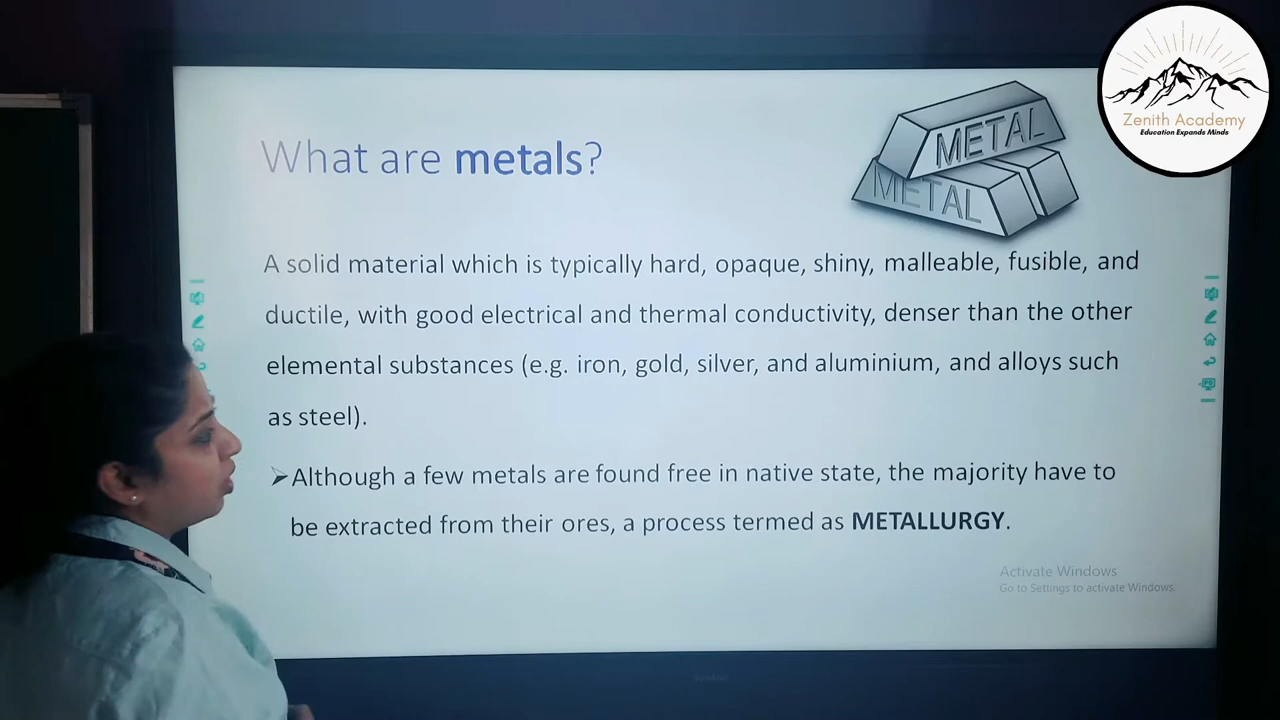 Zenith Academy
Education Expands Minds
METAL
METAL
What are metals?
A solid material which is typically hard, opaque, shiny, malleable, fusible, and
ductile, with good electrical and thermal conductivity, denser than the other
elemental substances (e.g. iron, gold, silver, and aluminium, and alloys such
as steel).
➢Although a few metals are found free in native state, the majority have to
be extracted from their ores, a process termed as METALLURGY.
Activate Windows
Go to Settings to activate Windows.